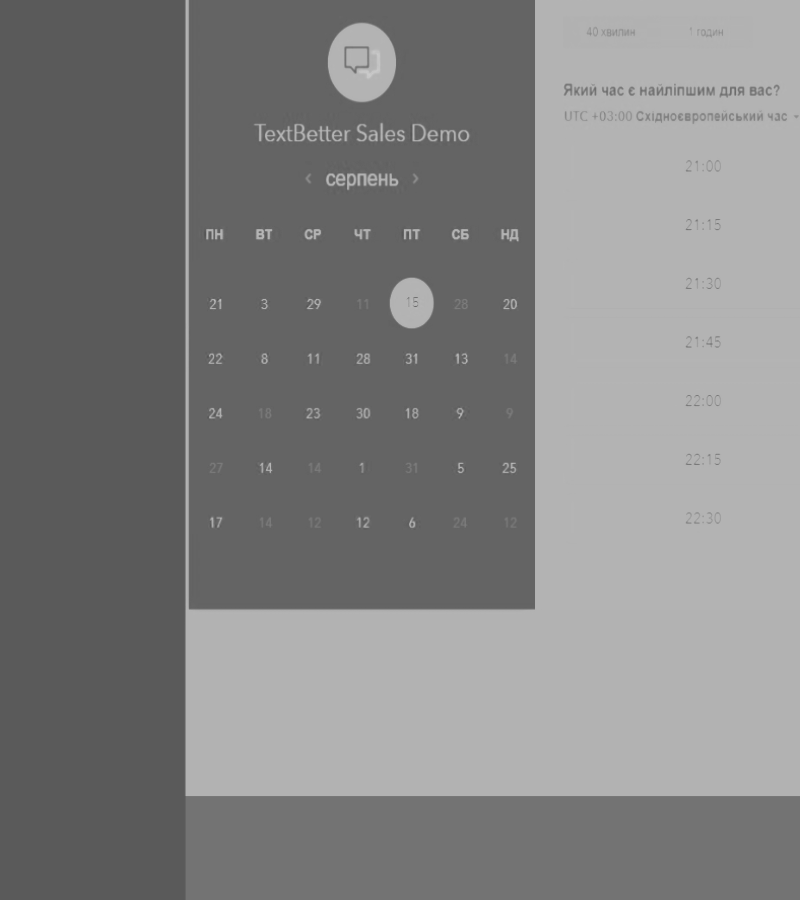 TextBetter Sales Demo
‹ серпень ›
ПН ВТ СР ЧТ ПТ СБ НД
21 3 29 11 15 28 20
22 8 11 28 31 13 14
24 18 23 30 18 9 9
27 14 14 1 31 5 25
17 14 12 12 6 24 12
40 хвилин 1 годин
Який час є найліпшим для вас?
UTC +03:00 Східноєвропейський час
21:00
21:15
21:30
21:45
22:00
22:15
22:30